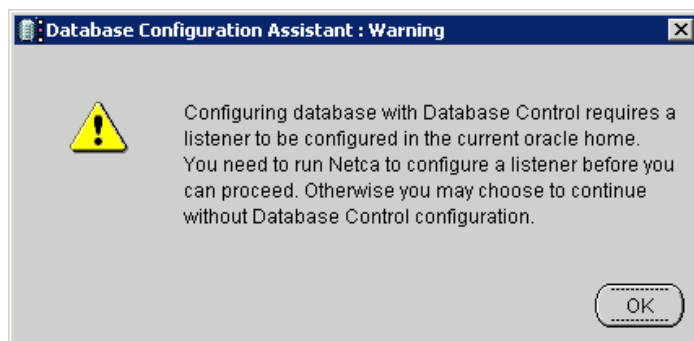 Database Configuration Assistant : Warning
Configuring database with Database Control requires a
listener to be configured in the current oracle home.
You need to run Netca to configure a listener before you
can proceed. Otherwise you may choose to continue
without Database Control configuration.
OK